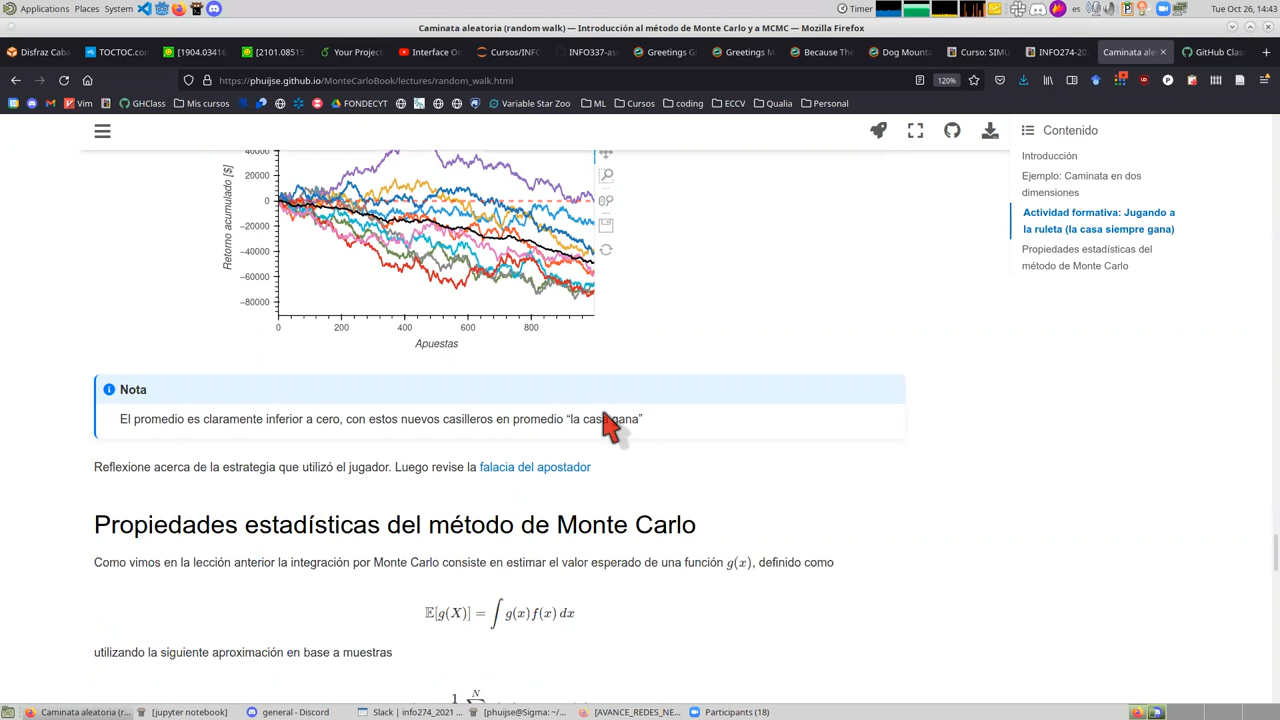 Applications Places System
Timer
es
Tue Oct 26, 14:43
Caminata aleatoria (random walk) — Introducción al método de Monte Carlo y a MCMC — Mozilla Firefox
Disfraz Caba
TOCTOC.com
[1904.0341
[2101.08515
Your Project
Interface Or
Cursos/INFO
INFO337-ass
Greetings Gi
Greetings M
Because The
Dog Mounta
Curso: SIMU
INFO274-20
Caminata ale
GitHub Clas
https://phuijse.github.io/MonteCarloBook/lectures/random_walk.html
120%
Vim
GHClass
Mis cursos
FONDECYT
Variable Star Zoo
ML
Cursos
coding
ECCV
Qualia
Personal
Contenido
Introducción
Ejemplo: Caminata en dos
dimensiones
Actividad formativa: Jugando a
la ruleta (la casa siempre gana)
Propiedades estadísticas del
método de Monte Carlo
Retorno acumulado [$]
40000
20000
0
−20000
−40000
−60000
−80000
0 200 400 600 800
Apuestas
Nota
El promedio es claramente inferior a cero, con estos nuevos casilleros en promedio “la casa gana”
Reflexione acerca de la estrategia que utilizó el jugador. Luego revise la falacia del apostador
Propiedades estadísticas del método de Monte Carlo
Como vimos en la lección anterior la integración por Monte Carlo consiste en estimar el valor esperado de una función g(x), definido como
𝔼[g(X)] = ∫ g(x)f(x) dx
utilizando la siguiente aproximación en base a muestras
1 N
Caminata aleatoria (r...
[jupyter notebook]
general - Discord
Slack | info274_2021...
[phuijse@Sigma: ~/...
[AVANCE_REDES_NE...
Participants (18)